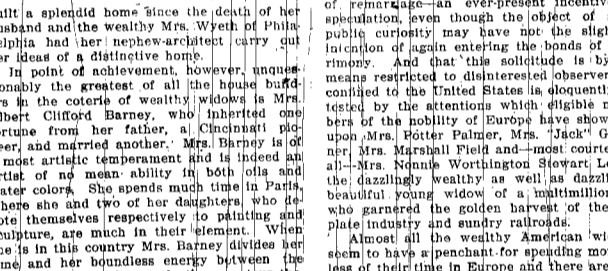 uilt a splendid home since the death of her
usband and the wealthy Mrs. Wyeth of Phila-
elphia had her nephew-architect carry out
er ideas of a distinctive home.
In point of achievement, however, unques-
onably the greatest of all the house build-
rs in the coterie of wealthy widows is Mrs.
lbert Clifford Barney, who inherited one
ortune from her father, a Cincinnati pio-
eer, and married another. Mrs. Barney is of
most artistic temperament and is indeed an
rtist of no mean ability in both oils and
ater colors. She spends much time in Paris,
here she and two of her daughters, who de-
ote themselves respectively to painting and
culpture, are much in their element. When
he is in this country Mrs. Barney divides her
me and her boundless energy between the
of remarriage—an ever-present incentiv
speculation, even though the object of
public curiosity may have not the sligh
intention of again entering the bonds of
rimony. And that this solicitude is by
means restricted to disinterested observer
confined to the United States is eloquentl
tested by the attentions which eligible m
bers of the nobility of Europe have show
upon Mrs. Potter Palmer, Mrs. "Jack" G
ner, Mrs. Marshall Field and—most courte
all—Mrs. Nonnie Worthington Stewart Le
the dazzlingly wealthy as well as dazzl
beautiful young widow of a multimillion
who garnered the golden harvest of the
plate industry and sundry railroads.
Almost all the wealthy American wi
seem to have a penchant for spending mo
less of their time in Europe and there are